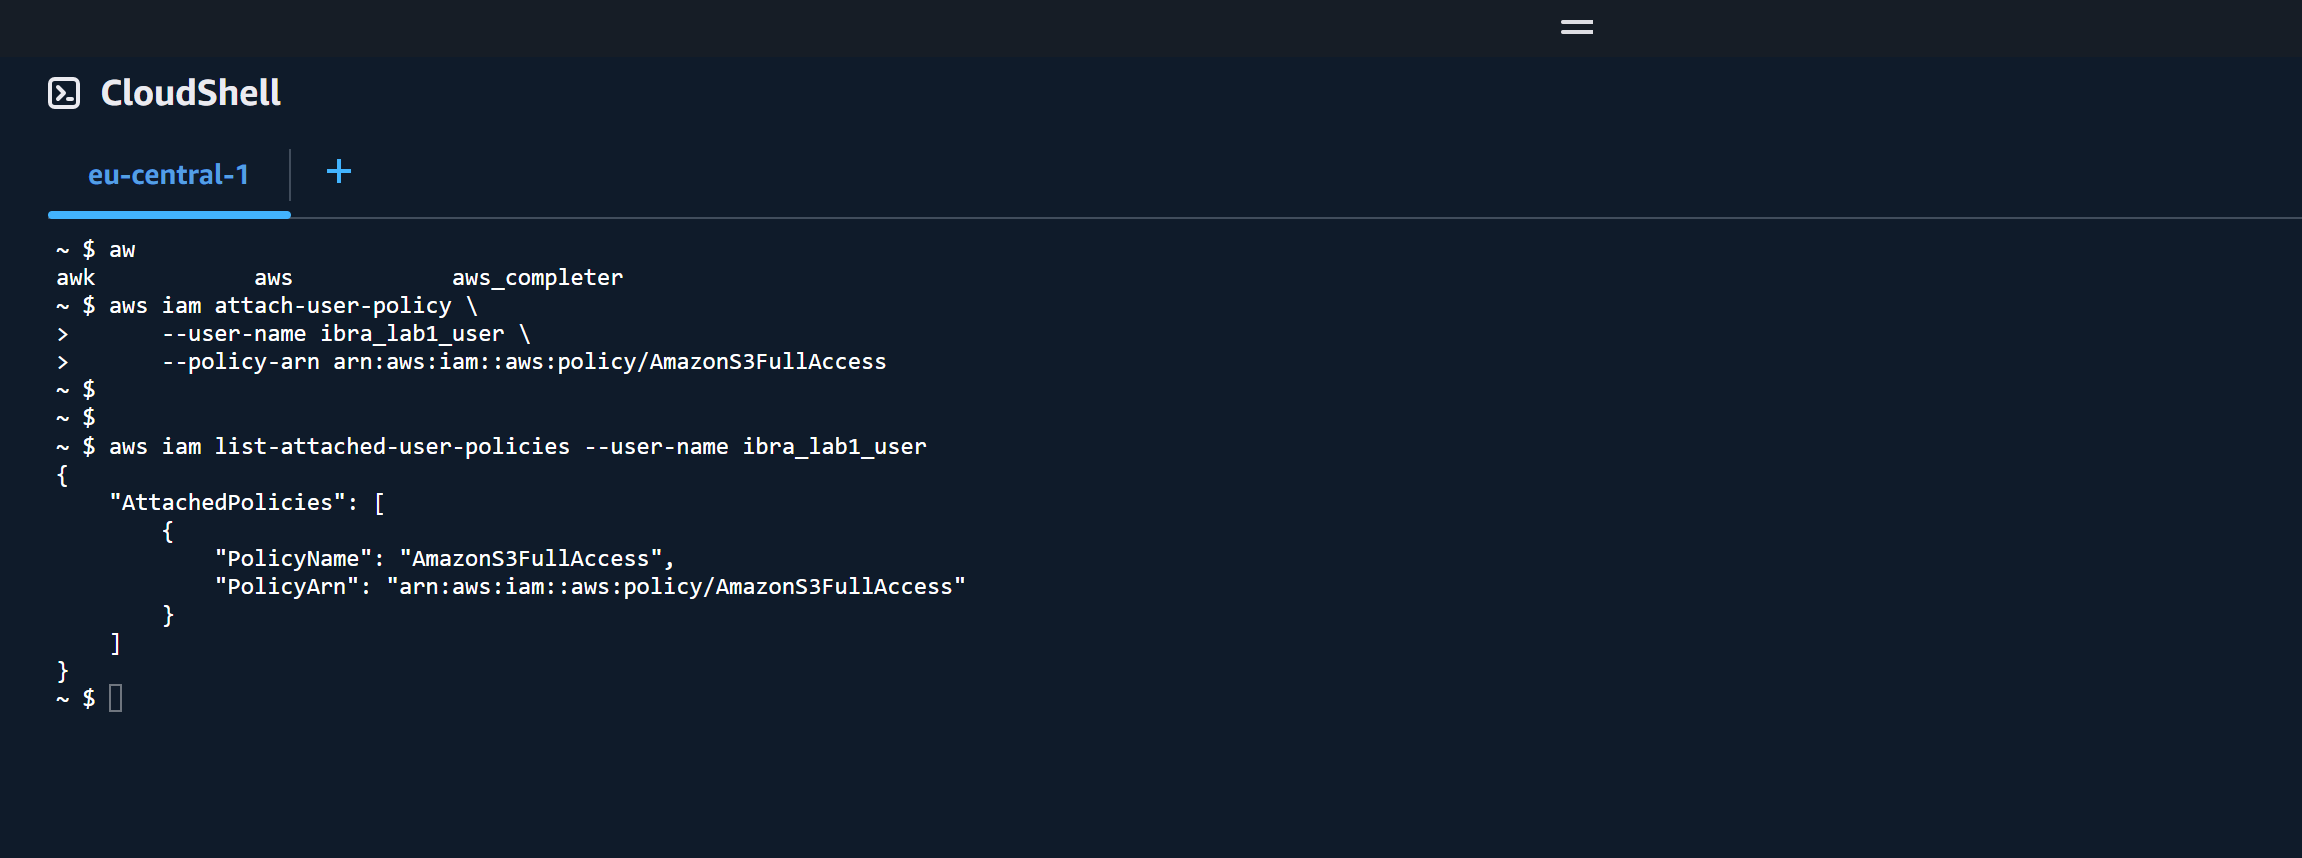 CloudShell
eu-central-1 +
~ $ aw
awk            aws            aws_completer
~ $ aws iam attach-user-policy \
>       --user-name ibra_lab1_user \
>       --policy-arn arn:aws:iam::aws:policy/AmazonS3FullAccess
~ $
~ $
~ $ aws iam list-attached-user-policies --user-name ibra_lab1_user
{
    "AttachedPolicies": [
        {
            "PolicyName": "AmazonS3FullAccess",
            "PolicyArn": "arn:aws:iam::aws:policy/AmazonS3FullAccess"
        }
    ]
}
~ $